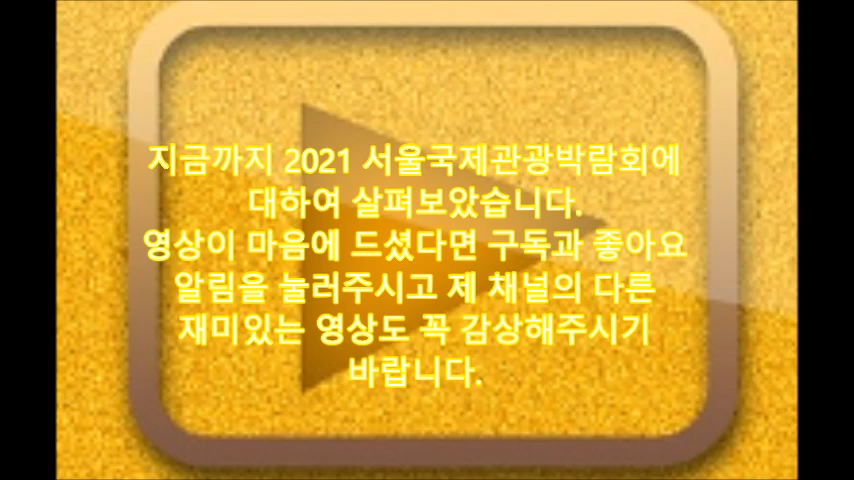 지금까지 2021 서울국제관광박람회에
대하여 살펴보았습니다.
영상이 마음에 드셨다면 구독과 좋아요
알림을 눌러주시고 제 채널의 다른
재미있는 영상도 꼭 감상해주시기
바랍니다.